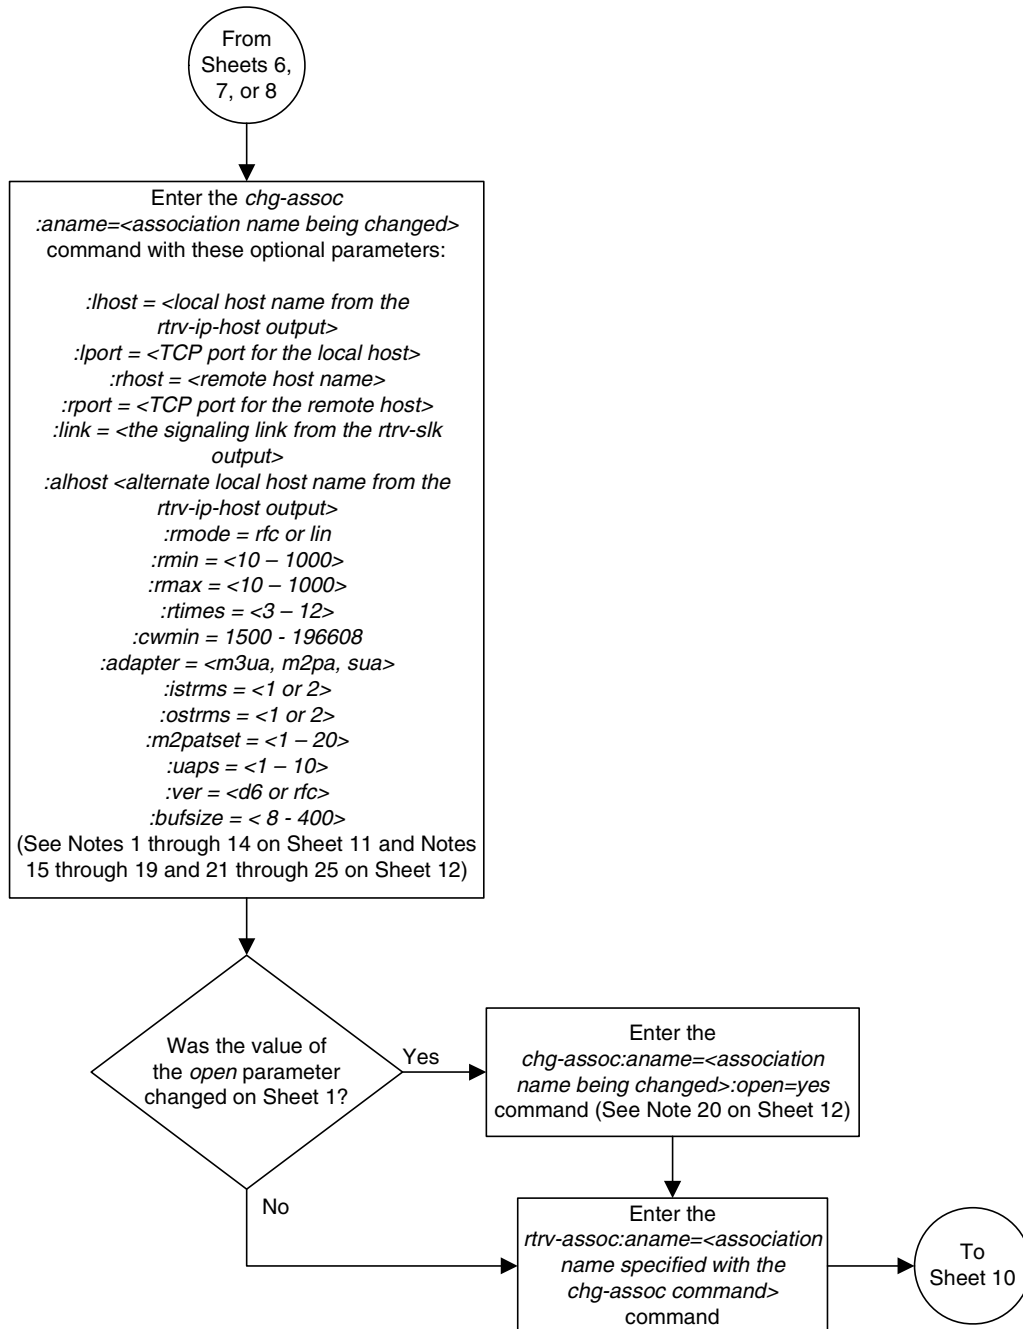 From
Sheets 6,
7, or 8
Enter the chg-assoc
:aname=<association name being changed>
command with these optional parameters:
:lhost = <local host name from the
rtrv-ip-host output>
:lport = <TCP port for the local host>
:rhost = <remote host name>
:rport = <TCP port for the remote host>
:link = <the signaling link from the rtrv-slk
output>
:alhost <alternate local host name from the
rtrv-ip-host output>
:rmode = rfc or lin
:rmin = <10 – 1000>
:rmax = <10 – 1000>
:rtimes = <3 – 12>
:cwmin = 1500 - 196608
:adapter = <m3ua, m2pa, sua>
:istrms = <1 or 2>
:ostrms = <1 or 2>
:m2patset = <1 – 20>
:uaps = <1 – 10>
:ver = <d6 or rfc>
:bufsize = < 8 - 400>
(See Notes 1 through 14 on Sheet 11 and Notes
15 through 19 and 21 through 25 on Sheet 12)
Was the value of
the open parameter
changed on Sheet 1?
Yes
Enter the
chg-assoc:aname=<association
name being changed>:open=yes
command (See Note 20 on Sheet 12)
No
Enter the
rtrv-assoc:aname=<association
name specified with the
chg-assoc command>
command
To
Sheet 10